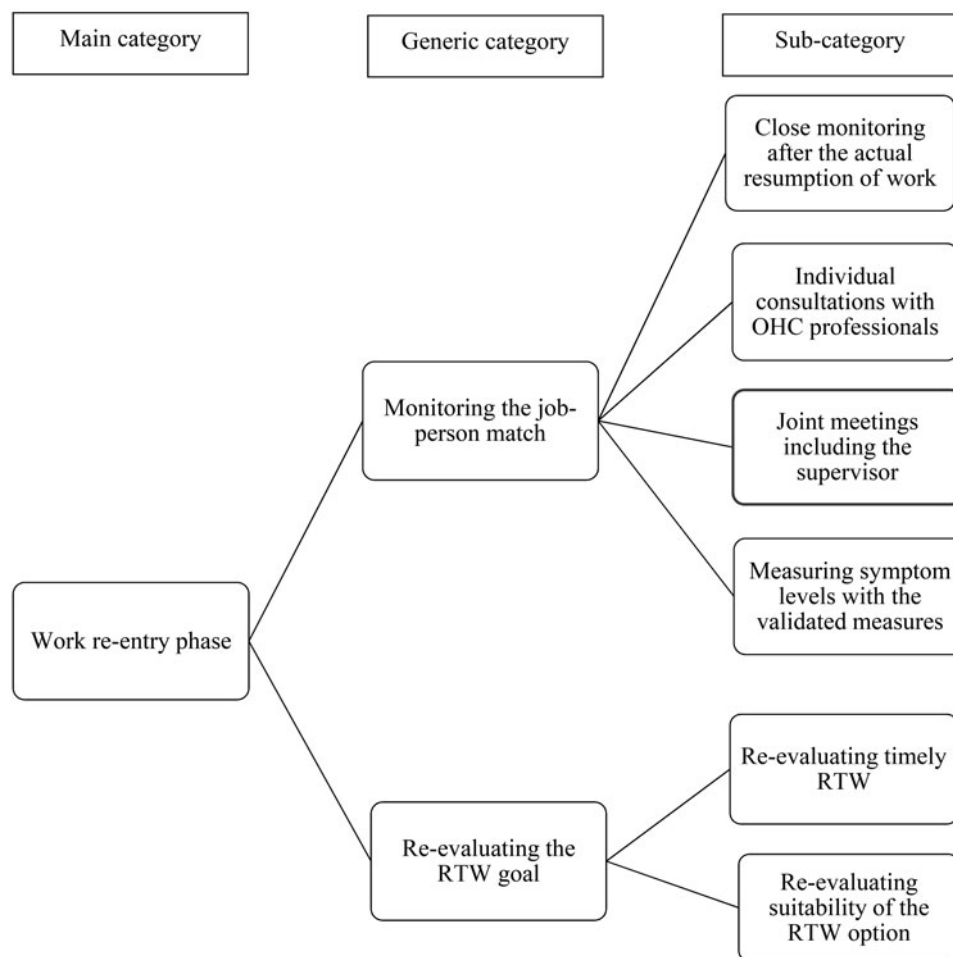 Main category
Generic category
Sub-category
Close monitoring
after the actual
resumption of work
Individual
consultations with
OHC professionals
Monitoring the job-
person match
Joint meetings
including the
supervisor
Measuring symptom
levels with the
validated measures
Work re-entry phase
Re-evaluating timely
RTW
Re-evaluating the
RTW goal
Re-evaluating
suitability of the
RTW option